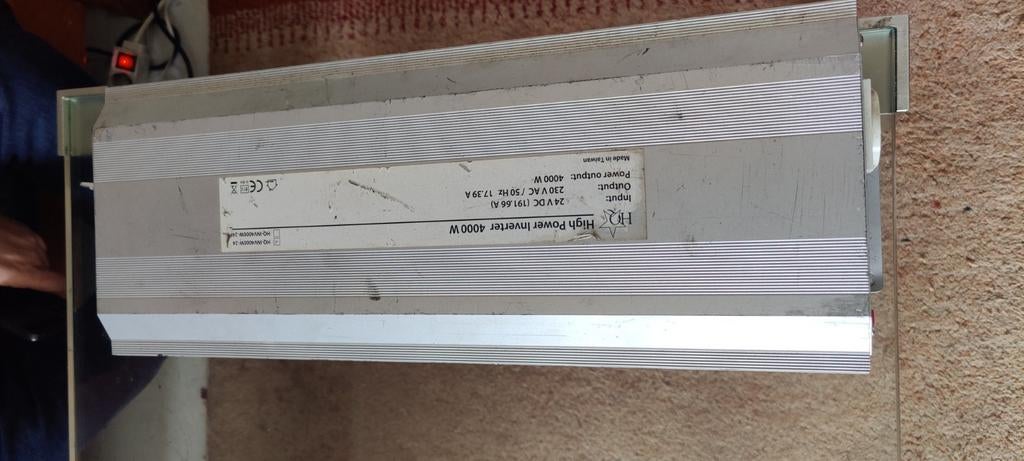 HQ
High Power Inverter 4000 W
HQ-INV4000W-24
Input: 24 V DC (191,66 A)
Output: 230 V AC / 50 Hz 17.39 A
Power output: 4000 W
Made in Taiwan
CE